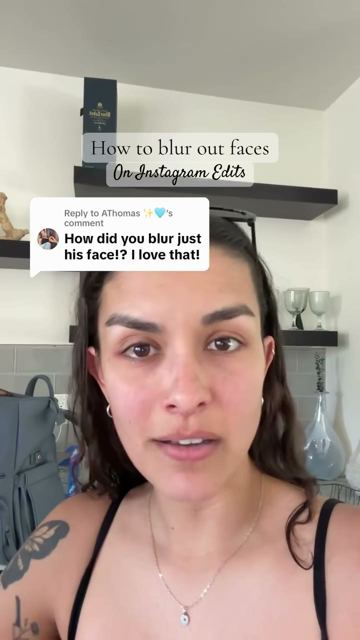 How to blur out faces
On Instagram Edits
Reply to AThomas ✨🩵's
comment
How did you blur just
his face!? I love that!